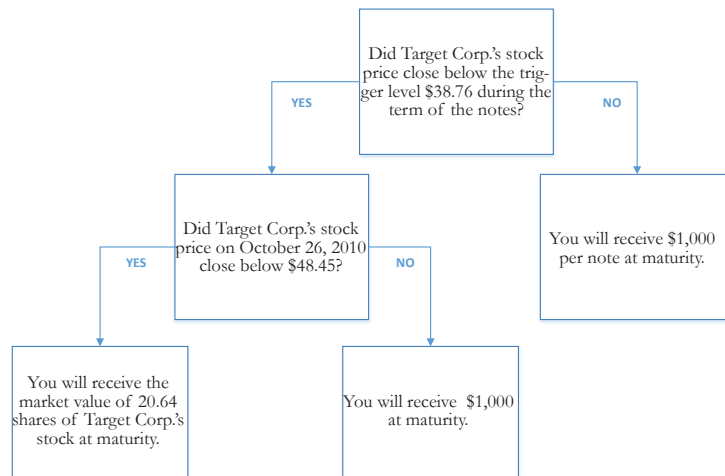 Did Target Corp.'s stock
price close below the trig-
ger level $38.76 during the
term of the notes?
YES
NO
Did Target Corp.'s stock
price on October 26, 2010
close below $48.45?
You will receive $1,000
per note at maturity.
YES
NO
You will receive the
market value of 20.64
shares of Target Corp.'s
stock at maturity.
You will receive $1,000
at maturity.